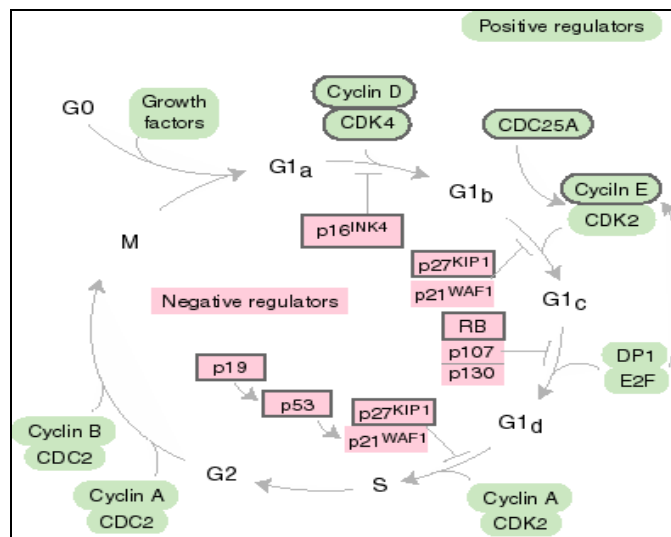 Positive regulators
G0
Growth
factors
Cyclin D
CDK4
CDC25A
G1a
G1b
Cyciln E
CDK2
p16INK4
M
p27KIP1
p21WAF1
G1c
Negative regulators
RB
p107
p130
DP1
E2F
p19
p53
p27KIP1
p21WAF1
G1d
Cyclin B
CDC2
G2
S
Cyclin A
CDC2
Cyclin A
CDK2